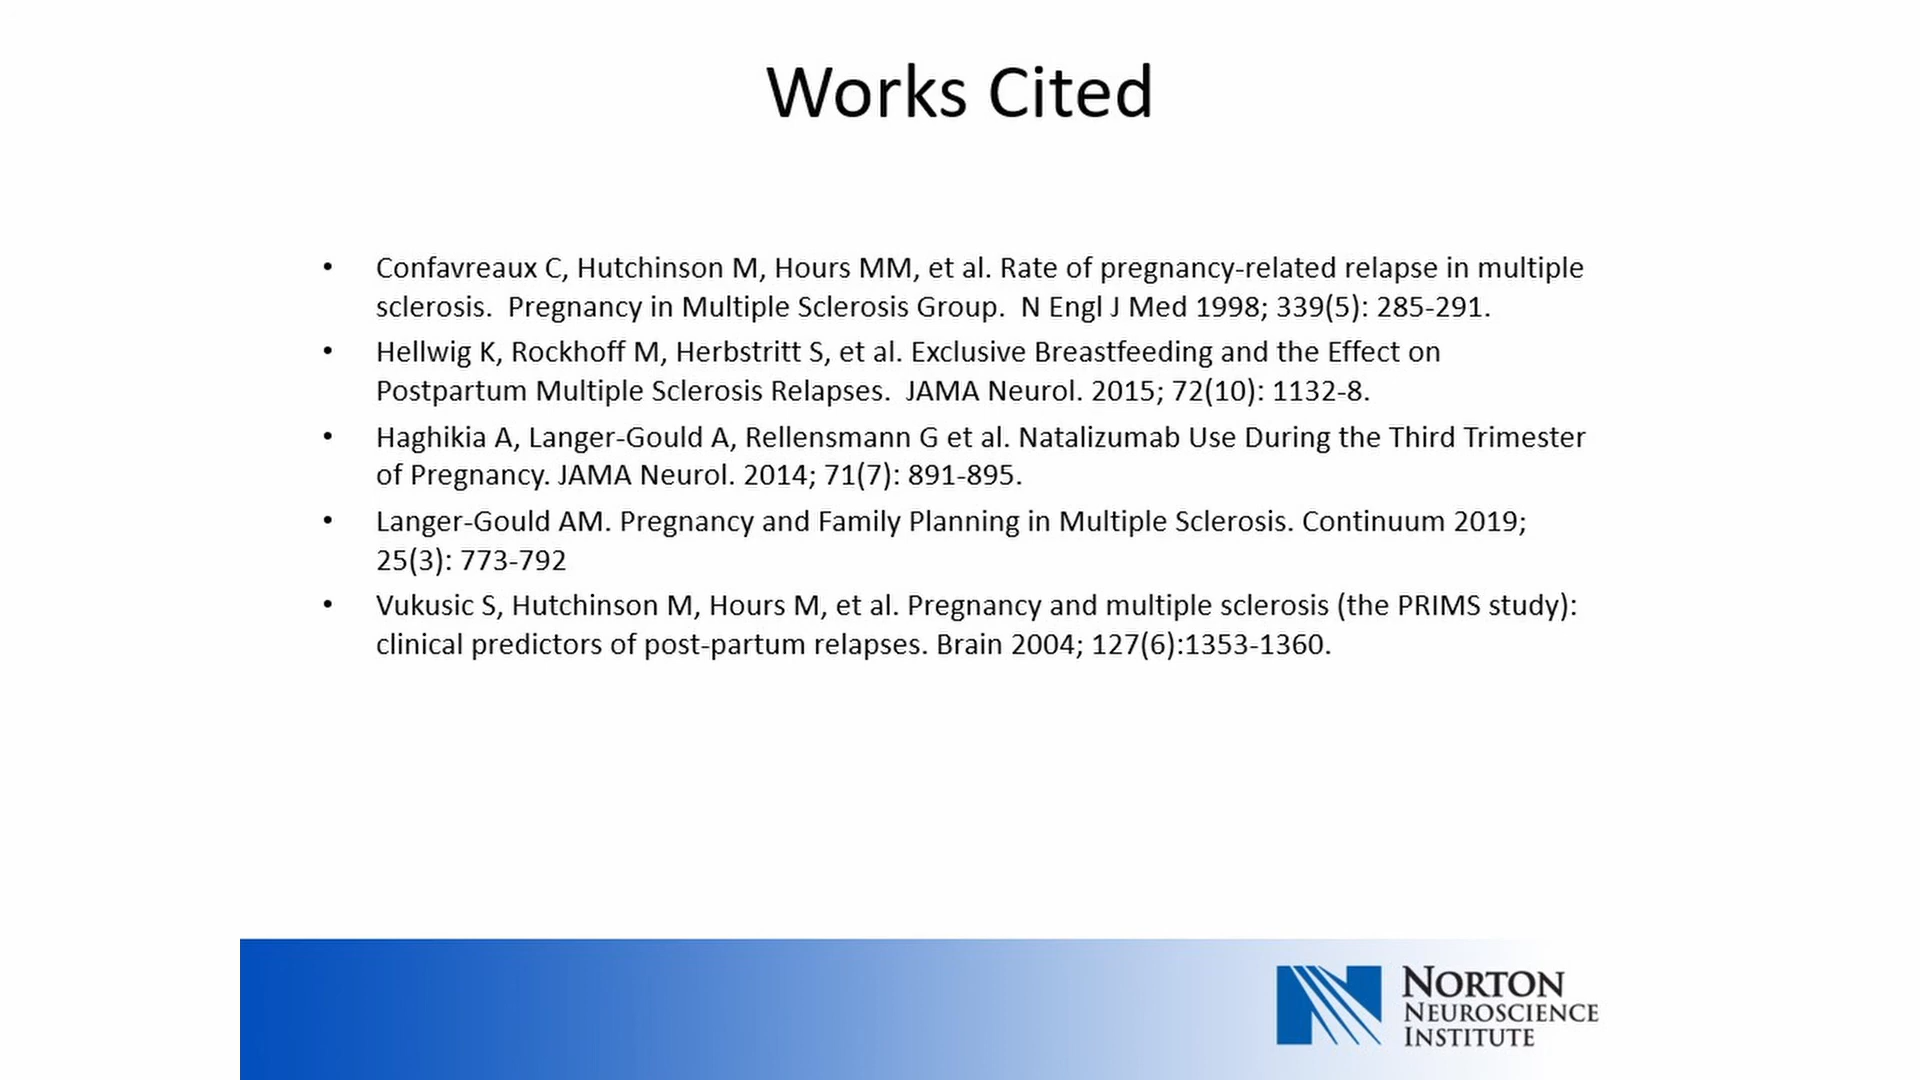 Works Cited
• Confavreaux C, Hutchinson M, Hours MM, et al. Rate of pregnancy-related relapse in multiple
sclerosis.  Pregnancy in Multiple Sclerosis Group.  N Engl J Med 1998; 339(5): 285-291.
• Hellwig K, Rockhoff M, Herbstritt S, et al. Exclusive Breastfeeding and the Effect on
Postpartum Multiple Sclerosis Relapses.  JAMA Neurol. 2015; 72(10): 1132-8.
• Haghikia A, Langer-Gould A, Rellensmann G et al. Natalizumab Use During the Third Trimester
of Pregnancy. JAMA Neurol. 2014; 71(7): 891-895.
• Langer-Gould AM. Pregnancy and Family Planning in Multiple Sclerosis. Continuum 2019;
25(3): 773-792
• Vukusic S, Hutchinson M, Hours M, et al. Pregnancy and multiple sclerosis (the PRIMS study):
clinical predictors of post-partum relapses. Brain 2004; 127(6):1353-1360.
NORTON
NEUROSCIENCE
INSTITUTE